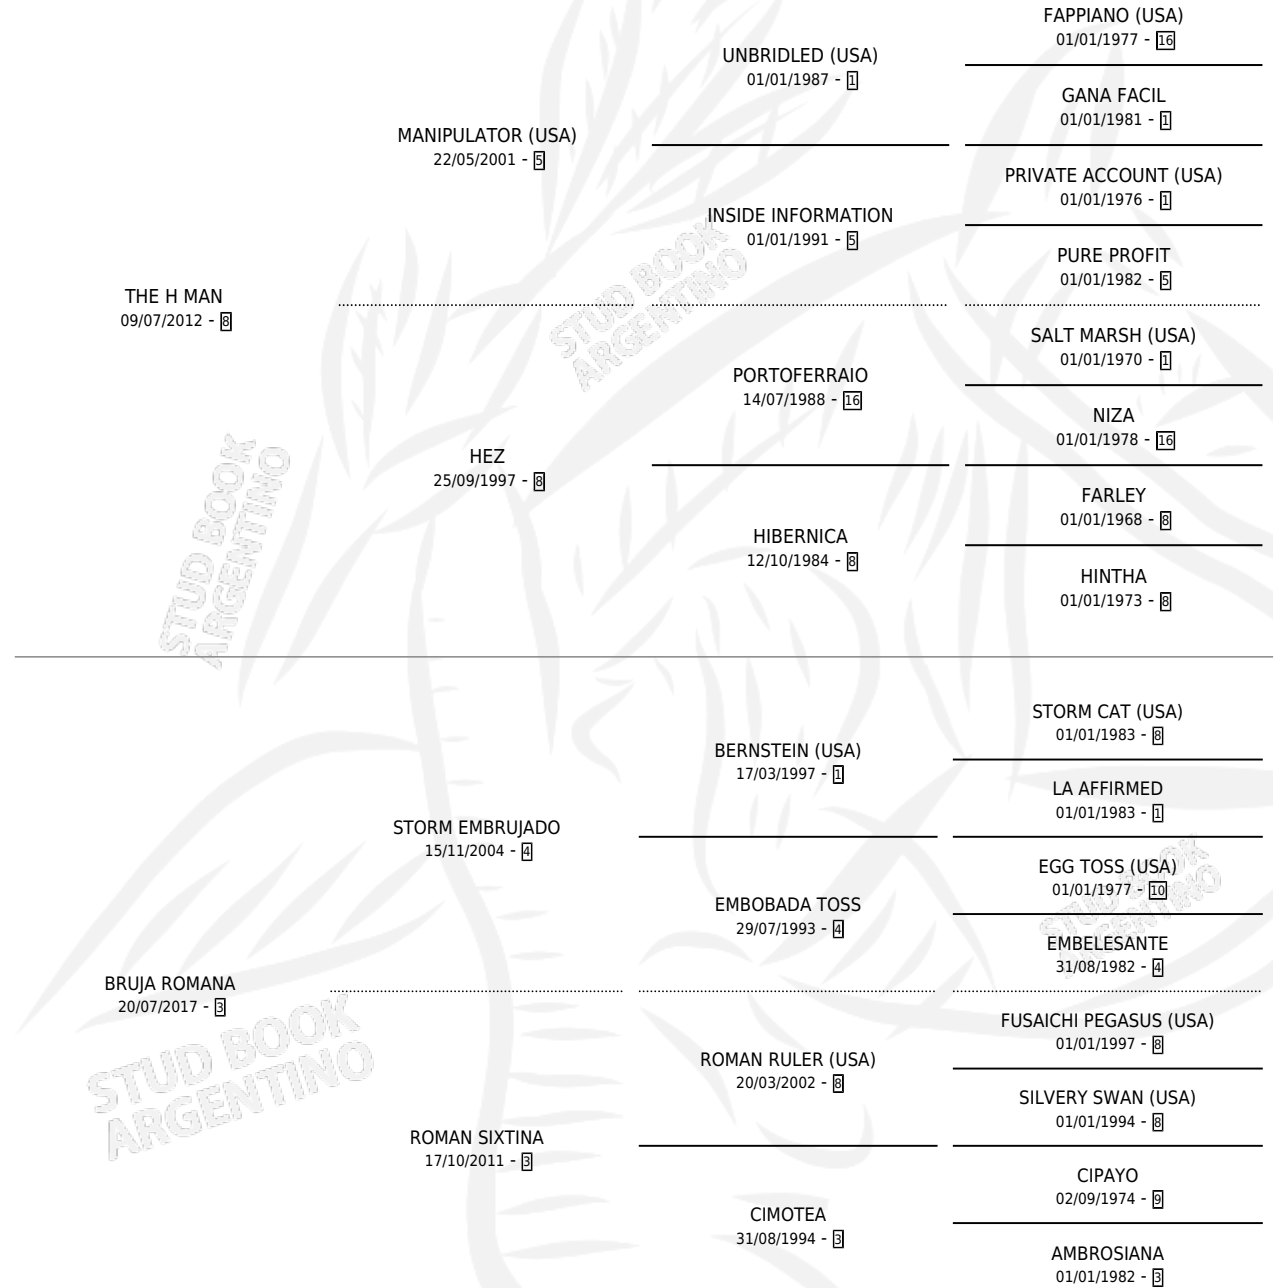 FAPPIANO (USA)
01/01/1977 - 16
UNBRIDLED (USA)
01/01/1987 - 1
GANA FACIL
01/01/1981 - 1
MANIPULATOR (USA)
22/05/2001 - 5
PRIVATE ACCOUNT (USA)
01/01/1976 - 1
INSIDE INFORMATION
01/01/1991 - 5
PURE PROFIT
01/01/1982 - 5
THE H MAN
09/07/2012 - 8
STUD BOOK
ARGENTINO
SALT MARSH (USA)
01/01/1970 - 1
PORTOFERRAIO
14/07/1988 - 16
NIZA
01/01/1978 - 16
HEZ
25/09/1997 - 8
FARLEY
01/01/1968 - 8
HIBERNICA
12/10/1984 - 8
HINTHA
01/01/1973 - 8
STUD BOOK
ARGENTINO
STORM CAT (USA)
01/01/1983 - 8
BERNSTEIN (USA)
17/03/1997 - 1
LA AFFIRMED
01/01/1983 - 1
STORM EMBRUJADO
15/11/2004 - 4
EGG TOSS (USA)
01/01/1977 - 10
EMBOBADA TOSS
29/07/1993 - 4
STUD BOOK
ARGENTINO
EMBELESANTE
31/08/1982 - 4
BRUJA ROMANA
20/07/2017 - 3
FUSAICHI PEGASUS (USA)
01/01/1997 - 8
ROMAN RULER (USA)
20/03/2002 - 8
SILVERY SWAN (USA)
01/01/1994 - 8
STUD BOOK
ARGENTINO
ROMAN SIXTINA
17/10/2011 - 3
CIPAYO
02/09/1974 - 9
CIMOTEA
31/08/1994 - 3
AMBROSIANA
01/01/1982 - 3